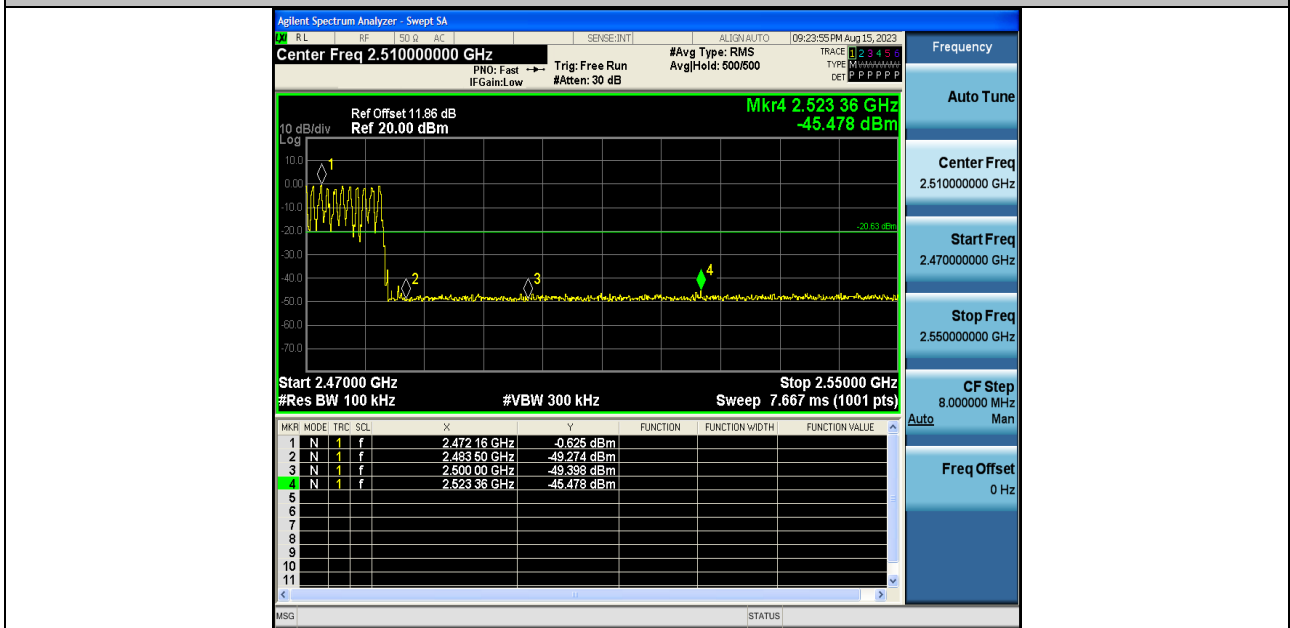 Agilent Spectrum Analyzer - Swept SA
LXI RL RF 50 Ω AC SENSE:INT ALIGN AUTO 09:23:55 PM Aug 15, 2023
Center Freq 2.510000000 GHz
PNO: Fast
IFGain:Low
Trig: Free Run
#Atten: 30 dB
#Avg Type: RMS
Avg|Hold: 500/500
TRACE 1 2 3 4 5 6
TYPE M WWWWW
DET P P P P P P
Frequency
Auto Tune
Center Freq
2.510000000 GHz
Start Freq
2.470000000 GHz
Stop Freq
2.550000000 GHz
CF Step
8.000000 MHz
Auto Man
Freq Offset
0 Hz
Mkr4 2.523 36 GHz
-45.478 dBm
Ref Offset 11.86 dB
10 dB/div Ref 20.00 dBm
Log
10.0
0.00
-10.0
-20.0
-30.0
-40.0
-50.0
-60.0
-70.0
1
-20.63 dBm
2
3
4
Start 2.47000 GHz Stop 2.55000 GHz
#Res BW 100 kHz #VBW 300 kHz Sweep 7.667 ms (1001 pts)
MKR MODE TRC SCL X Y FUNCTION FUNCTION WIDTH FUNCTION VALUE
1 N 1 f 2.472 16 GHz -0.625 dBm
2 N 1 f 2.483 50 GHz -49.274 dBm
3 N 1 f 2.500 00 GHz -49.398 dBm
4 N 1 f 2.523 36 GHz -45.478 dBm
5
6
7
8
9
10
11
MSG STATUS